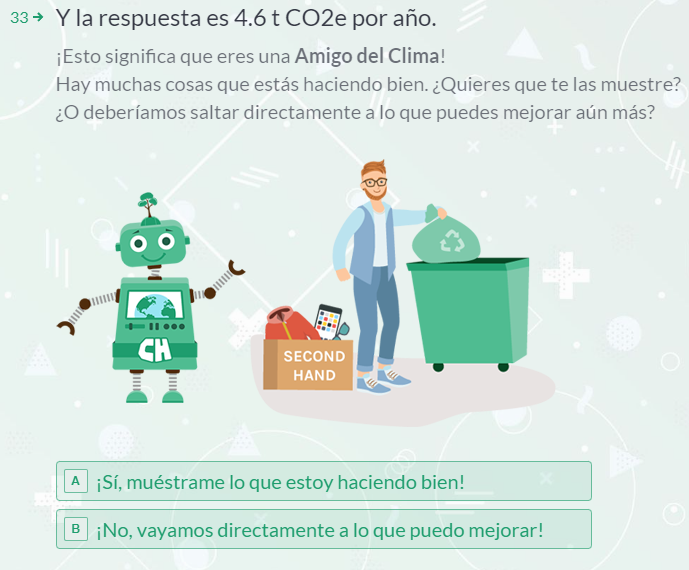 33 → Y la respuesta es 4.6 t CO2e por año.
¡Esto significa que eres una Amigo del Clima!
Hay muchas cosas que estás haciendo bien. ¿Quieres que te las muestre?
¿O deberíamos saltar directamente a lo que puedes mejorar aún más?
CH
SECOND
HAND
A ¡Sí, muéstrame lo que estoy haciendo bien!
B ¡No, vayamos directamente a lo que puedo mejorar!